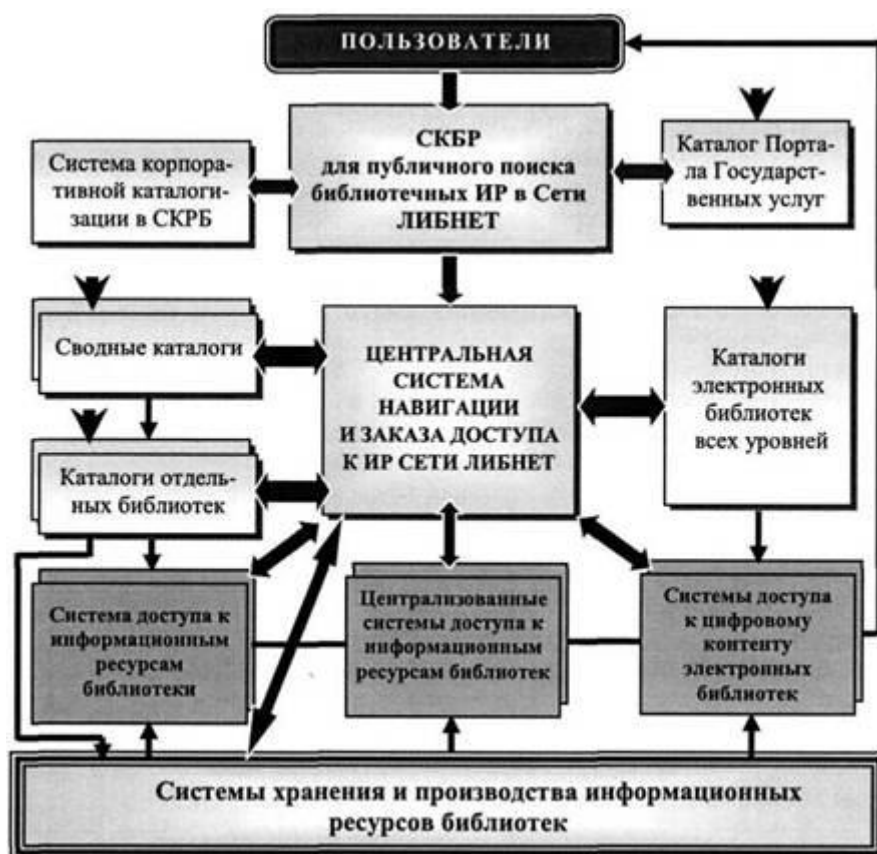 ПОЛЬЗОВАТЕЛИ
СКБР
для публичного поиска
библиотечных ИР в Сети
ЛИБНЕТ
Система корпора-
тивной каталоги-
зации в СКРБ
Каталог Порта-
ла Государст-
венных услуг
Сводные каталоги
ЦЕНТРАЛЬНАЯ
СИСТЕМА
НАВИГАЦИИ
И ЗАКАЗА ДОСТУПА
К ИР СЕТИ ЛИБНЕТ
Каталоги
электронных
библиотек
всех уровней
Каталоги отдель-
ных библиотек
Система доступа к
информационным
ресурсам
библиотеки
Централизованные
системы доступа к
информационным
ресурсам библиотек
Системы доступа
к цифровому
контенту
электронных
библиотек
Системы хранения и производства информационных
ресурсов библиотек